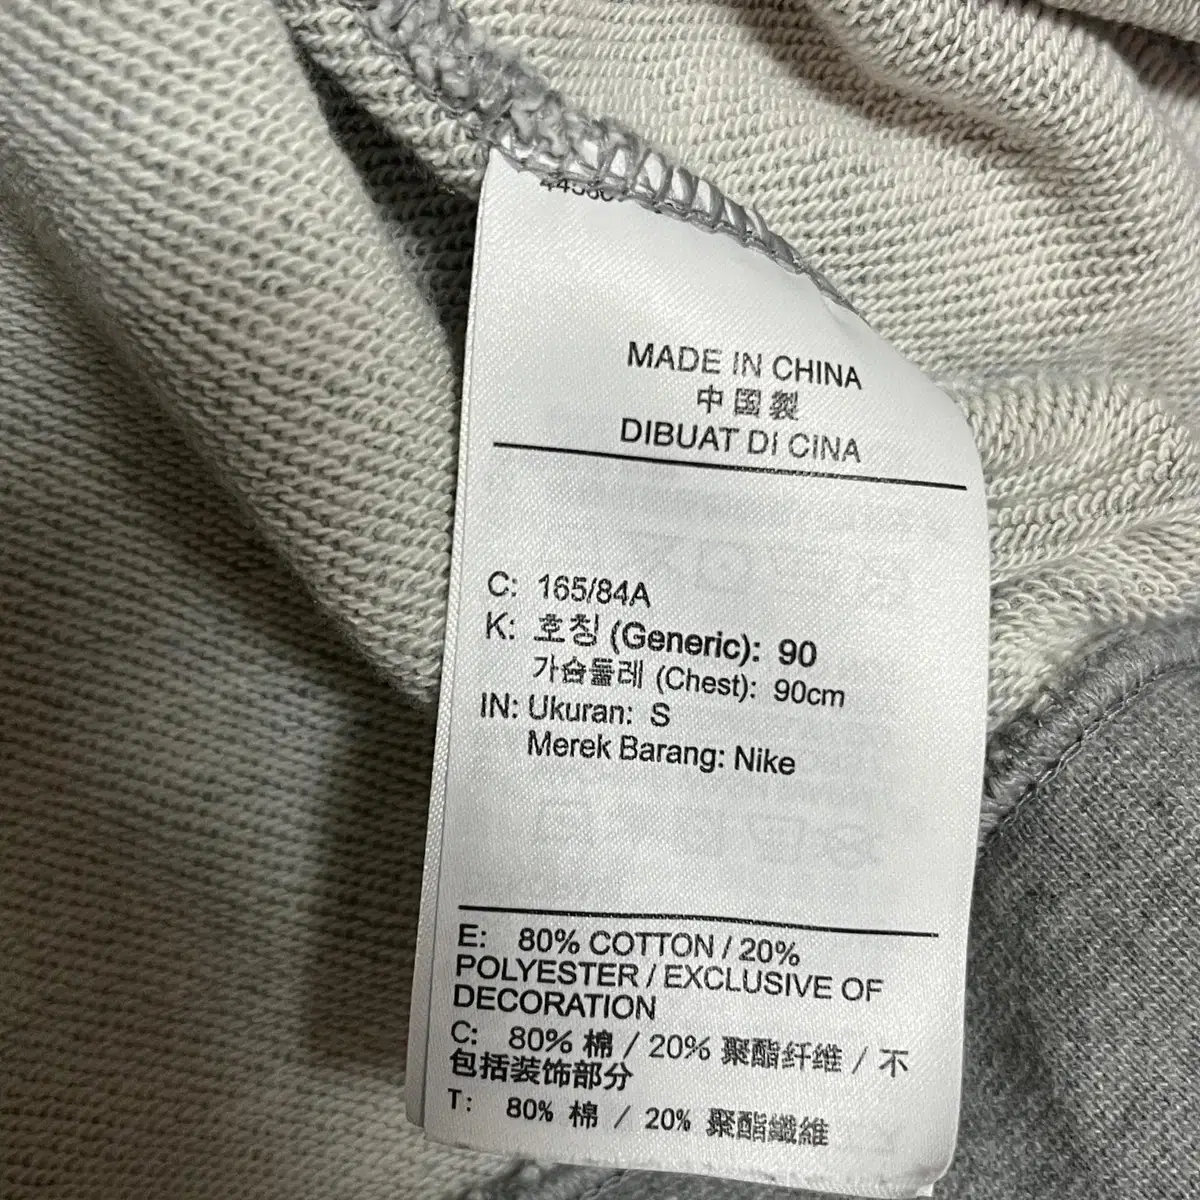 MADE IN CHINA
中国製
DIBUAT DI CINA
C: 165/84A
K: 호칭 (Generic): 90
가슴둘레 (Chest): 90cm
IN: Ukuran: S
Merek Barang: Nike
E: 80% COTTON / 20%
POLYESTER / EXCLUSIVE OF
DECORATION
C: 80% 棉 / 20% 聚酯纤维 / 不
包括装饰部分
T: 80% 棉 / 20% 聚酯纖維